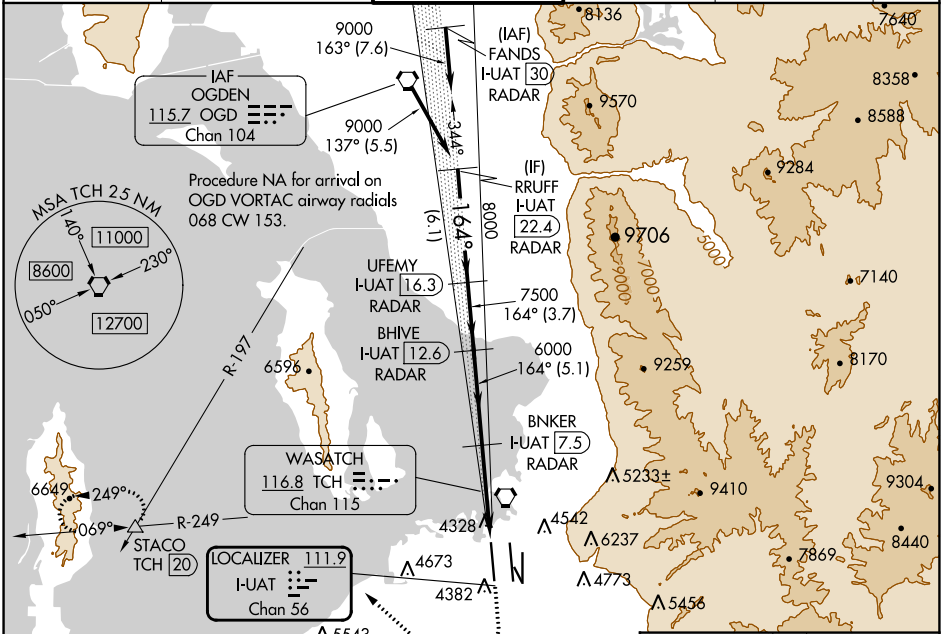 8136
7640
9000
163° (7.6)
(IAF)
FANDS
I-UAT 30
RADAR
8358
IAF
OGDEN
115.7 OGD
Chan 104
9570
8588
9000
137° (5.5)
344°
9284
(IF)
RRUFF
I-UAT
22.4
RADAR
Procedure NA for arrival on
OGD VORTAC airway radials
068 CW 153.
MSA TCH 25 NM
140°
11000
8600
230°
050°
12700
(6.1)
164°
8000
9706
9000
7000
5000
UFEMY
I-UAT 16.3
RADAR
7140
7500
164° (3.7)
BHIVE
I-UAT 12.6
RADAR
6000
164° (5.1)
R-197
6596
9259
8170
BNKER
I-UAT 7.5
RADAR
WASATCH
116.8 TCH
Chan 115
5233±
9410
9304
6649
249°
069°
R-249
4328
4542
6237
8440
STACO
TCH 20
LOCALIZER 111.9
I-UAT
Chan 56
4673
4382
4773
7869
5456
5543